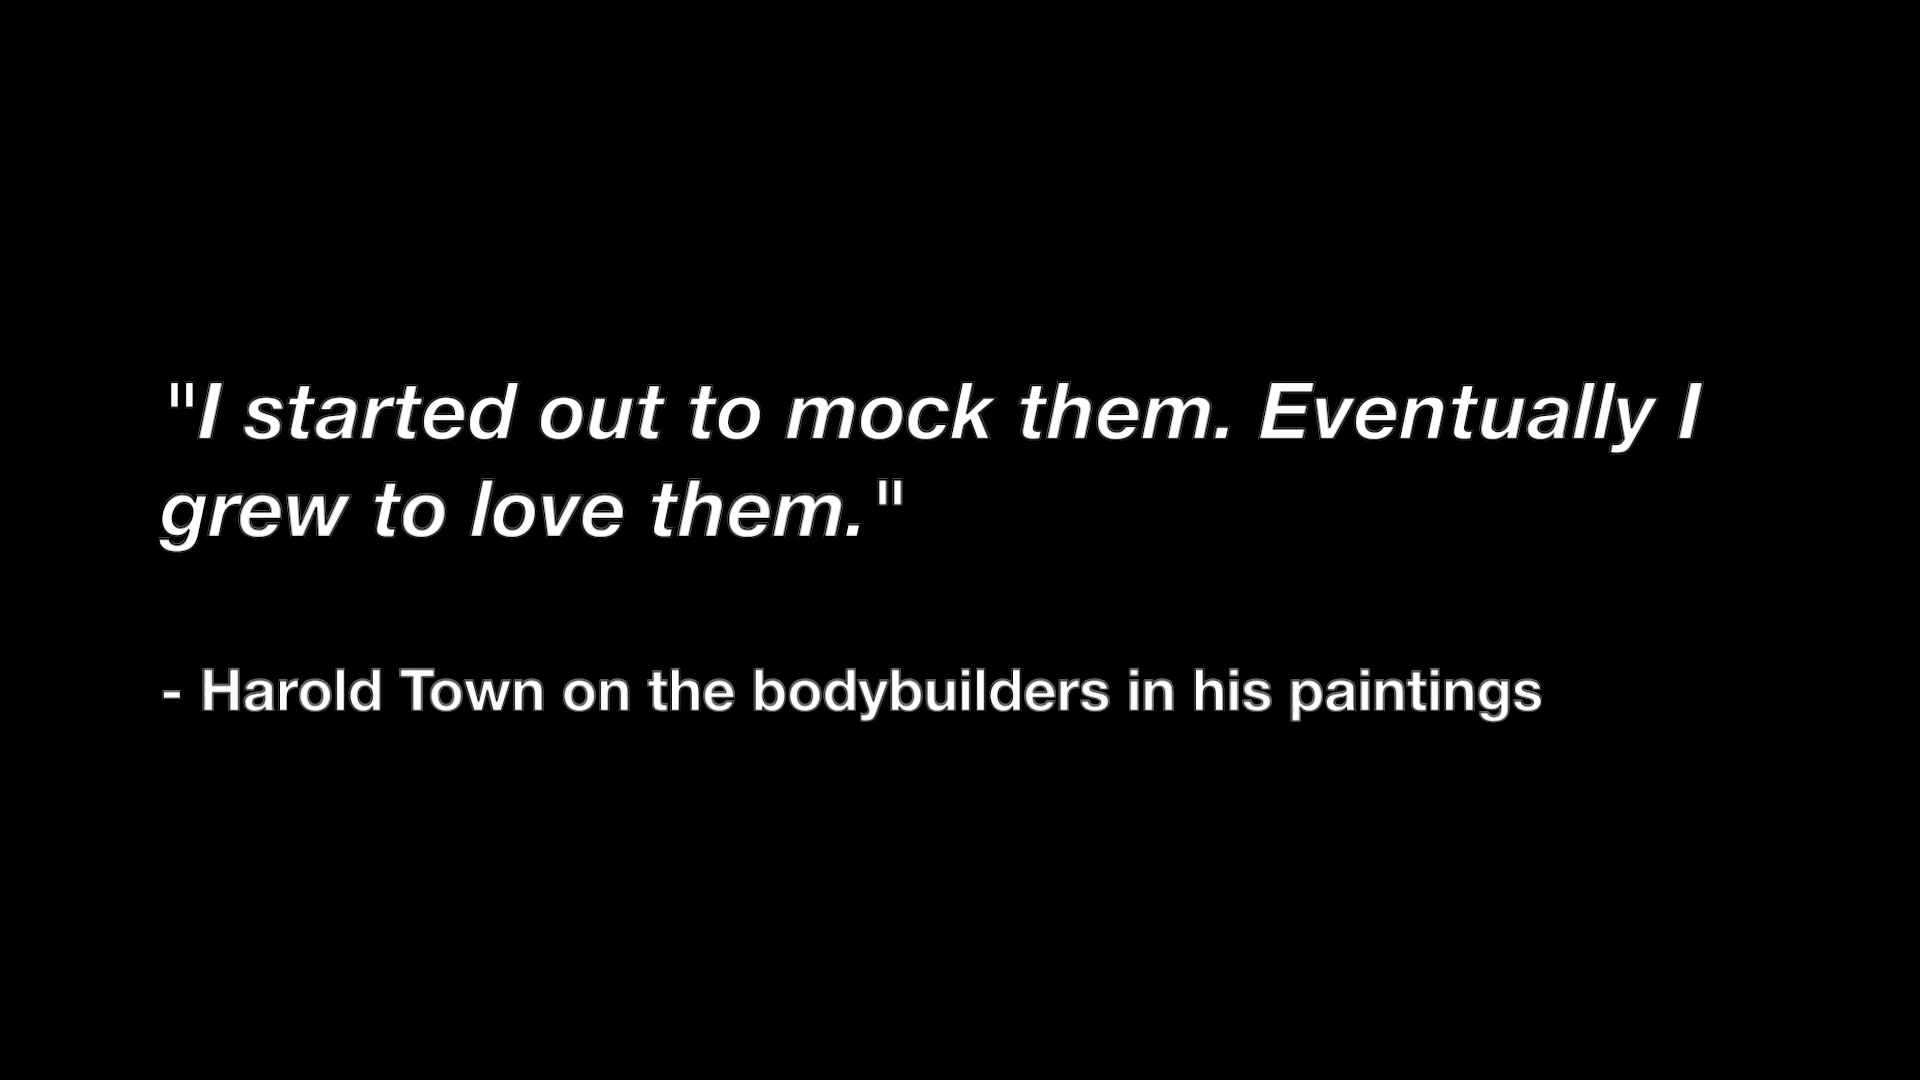 "I started out to mock them. Eventually I
grew to love them."
- Harold Town on the bodybuilders in his paintings